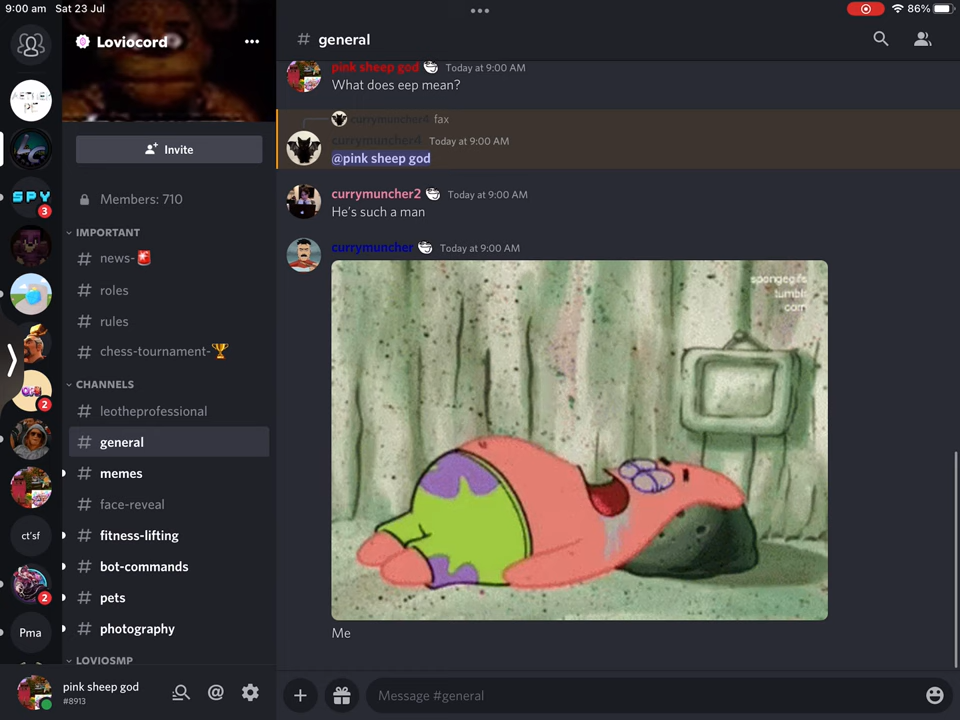 9:00 am Sat 23 Jul
86%
Loviocord
Invite
Members: 710
IMPORTANT
# news-
# roles
# rules
# chess-tournament-
CHANNELS
# leotheprofessional
# general
# memes
# face-reveal
# fitness-lifting
# bot-commands
# pets
# photography
LOVIOSMP
SPY
3
2
ct'sf
2
Pma
pink sheep god
#8913
# general
pink sheep god Today at 9:00 AM
What does eep mean?
currymuncher4 fax
currymuncher4 Today at 9:00 AM
@pink sheep god
currymuncher2 Today at 9:00 AM
He's such a man
currymuncher Today at 9:00 AM
spongegifs
tumblr
com
Me
Message #general